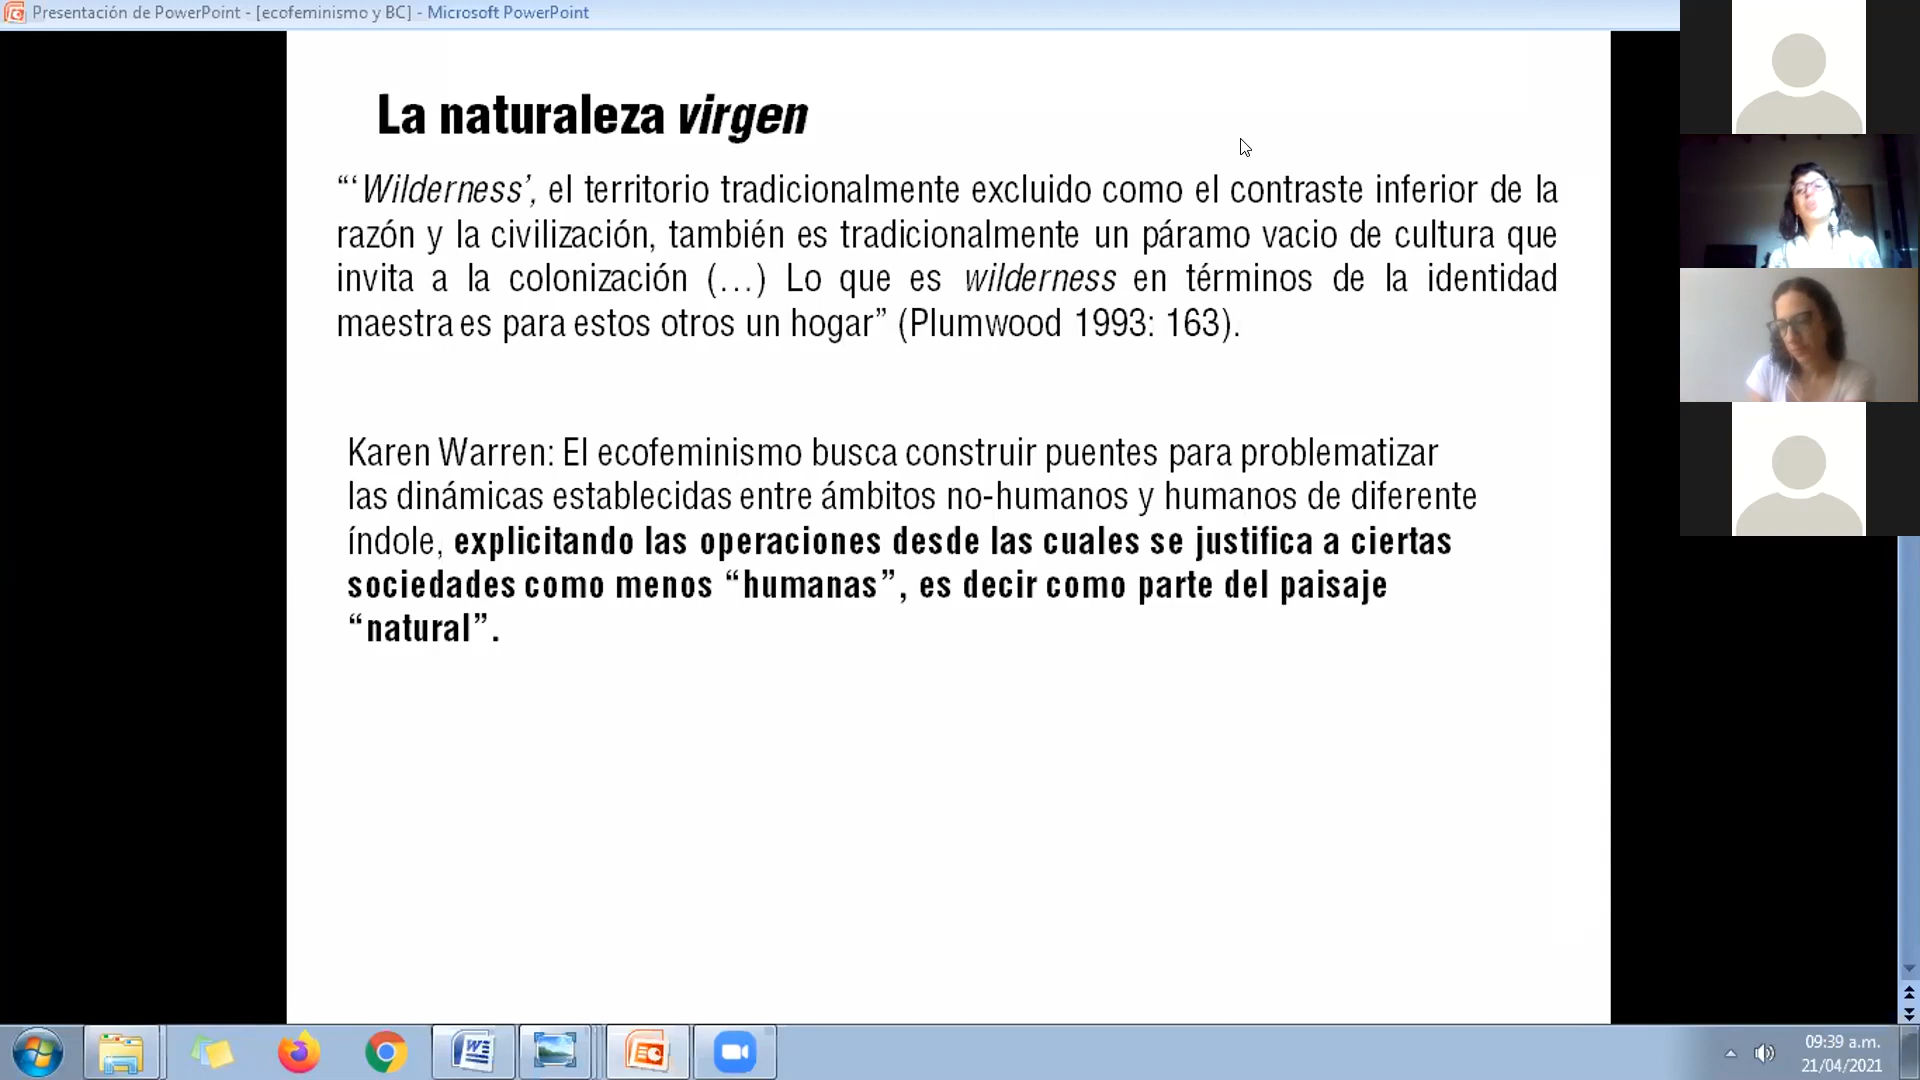 Presentación de PowerPoint - [ecofeminismo y BC] - Microsoft PowerPoint
La naturaleza virgen
“‘Wilderness’, el territorio tradicionalmente excluido como el contraste inferior de la
razón y la civilización, también es tradicionalmente un páramo vacio de cultura que
invita a la colonización (…) Lo que es wilderness en términos de la identidad
maestra es para estos otros un hogar” (Plumwood 1993: 163).
Karen Warren: El ecofeminismo busca construir puentes para problematizar
las dinámicas establecidas entre ámbitos no-humanos y humanos de diferente
índole, explicitando las operaciones desde las cuales se justifica a ciertas
sociedades como menos “humanas”, es decir como parte del paisaje
“natural”.
09:39 a.m.
21/04/2021